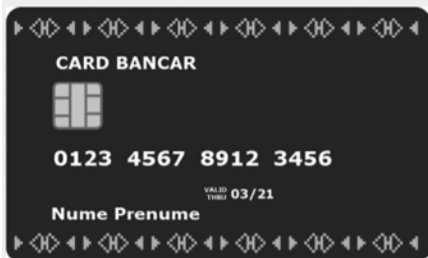 CARD BANCAR
0123 4567 8912 3456
VALID
THRU 03/21
Nume Prenume